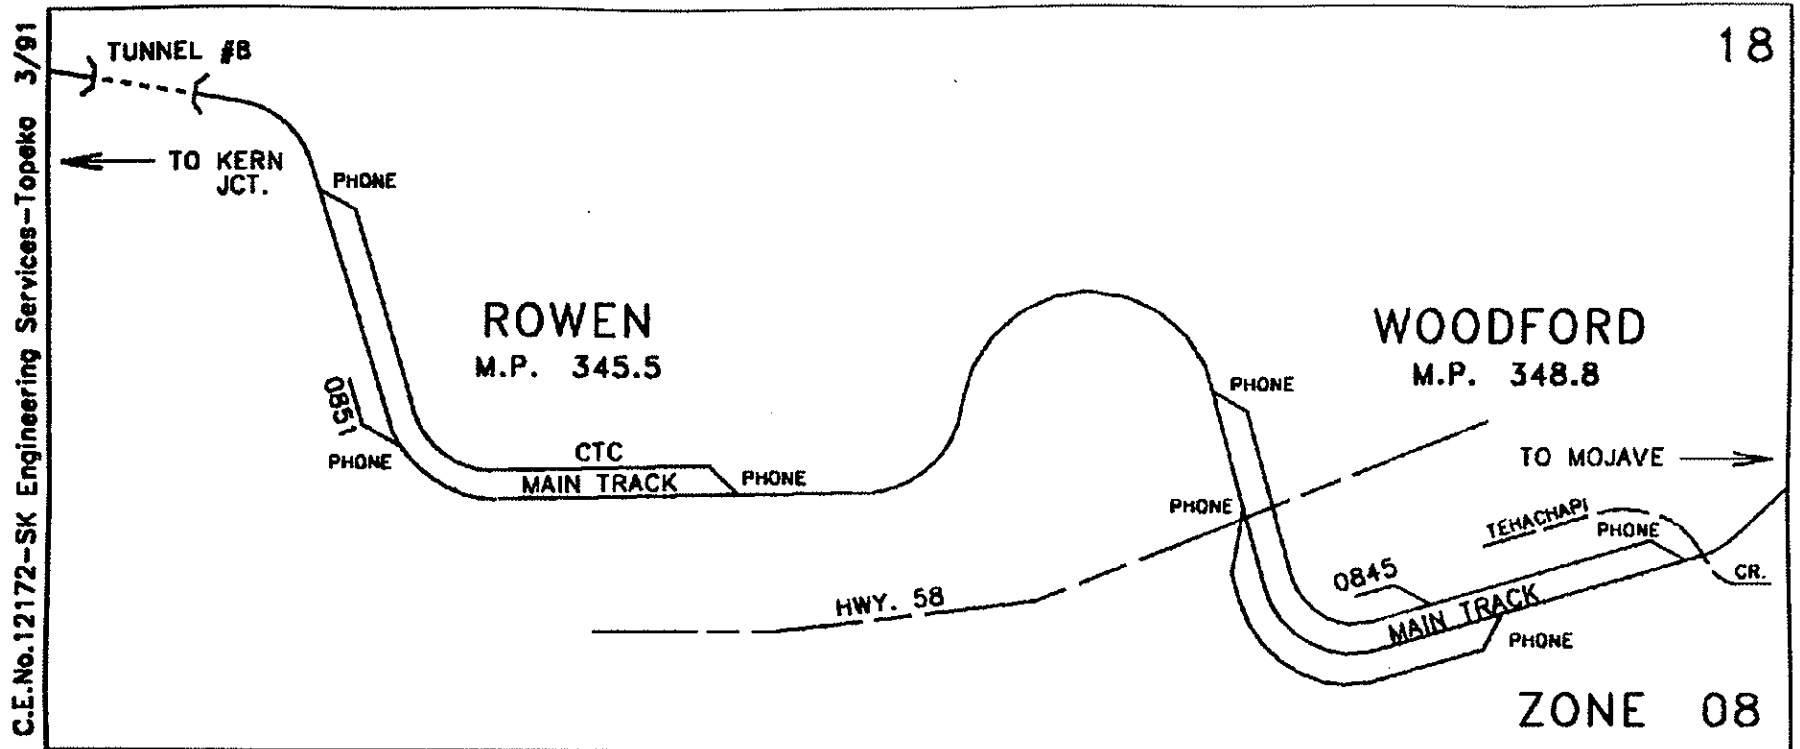 C.E.No.12172-SK Engineering Services-Topeka 3/91
TUNNEL #8
18
TO KERN
JCT.
PHONE
ROWEN
M.P. 345.5
WOODFORD
M.P. 348.8
0851
PHONE
CTC
MAIN TRACK
PHONE
PHONE
TO MOJAVE
PHONE
TEHACHAPI
PHONE
CR.
0845
MAIN TRACK
PHONE
HWY. 58
ZONE 08